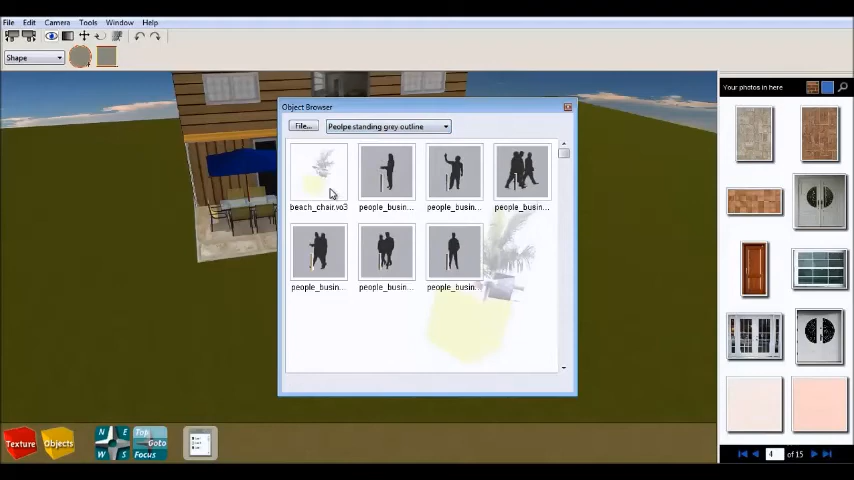 File Edit Camera Tools Window Help
Shape
Your photos in here
Object Browser
File...
Peolpe standing grey outline
beach_chair.vo3
people_busin...
people_busin...
people_busin...
people_busin...
people_busin...
people_busin...
Texture
Objects
N E
W S
Top
Goto
Focus
4 of 15